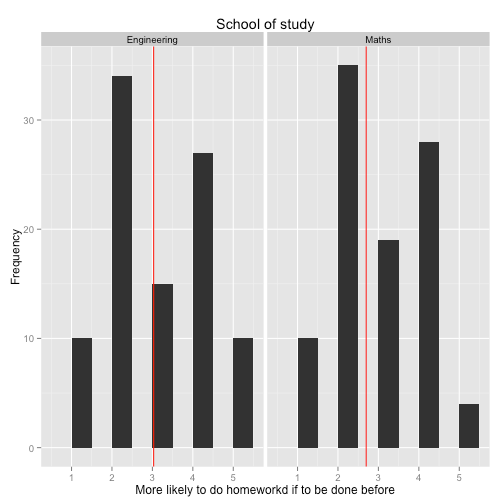 School of study
Engineering Maths
Frequency
30
20
10
0
1 2 3 4 5 1 2 3 4 5
More likely to do homeworkd if to be done before